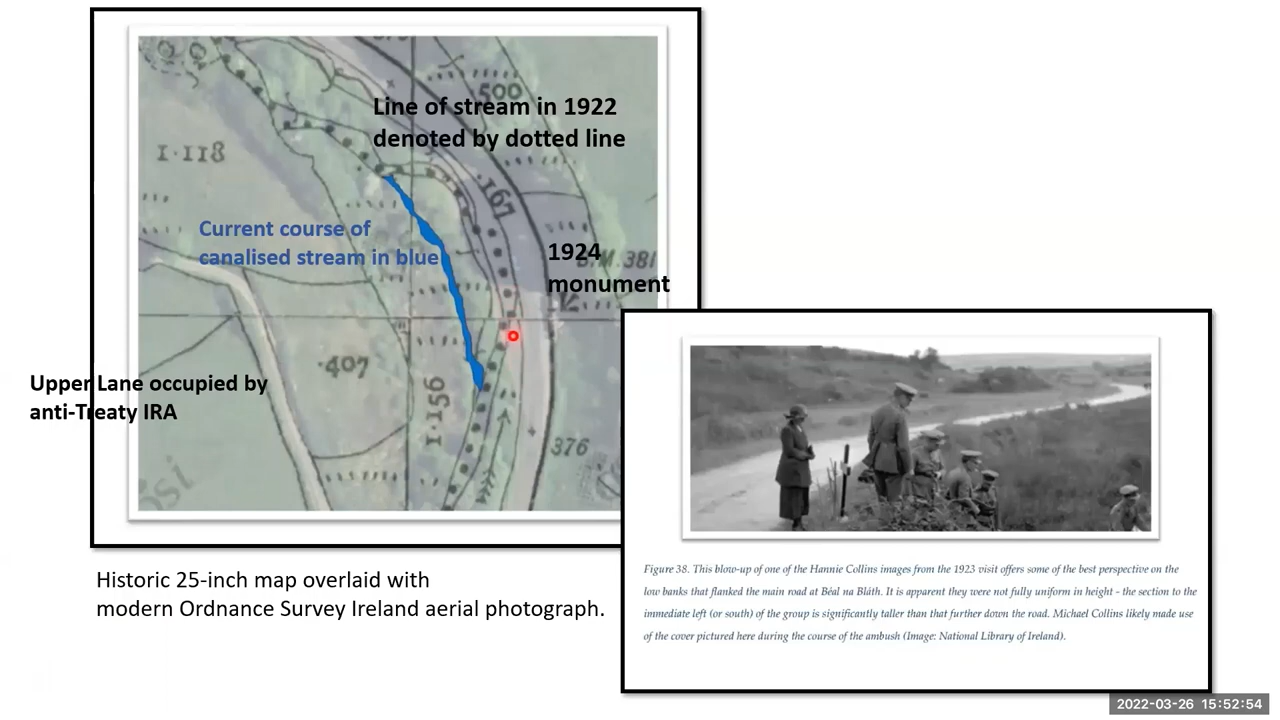 500
Line of stream in 1922
denoted by dotted line
1·118
·167
Current course of
canalised stream in blue
1924
monument
B.M.381
Upper Lane occupied by
anti-Treaty IRA
·407
1·156
376
osi
Historic 25-inch map overlaid with
modern Ordnance Survey Ireland aerial photograph.
Figure 38. This blow-up of one of the Hannie Collins images from the 1923 visit offers some of the best perspective on the
low banks that flanked the main road at Béal na Bláth. It is apparent they were not fully uniform in height - the section to the
immediate left (or south) of the group is significantly taller than that further down the road. Michael Collins likely made use
of the cover pictured here during the course of the ambush (Image: National Library of Ireland).
2022-03-26 15:52:54